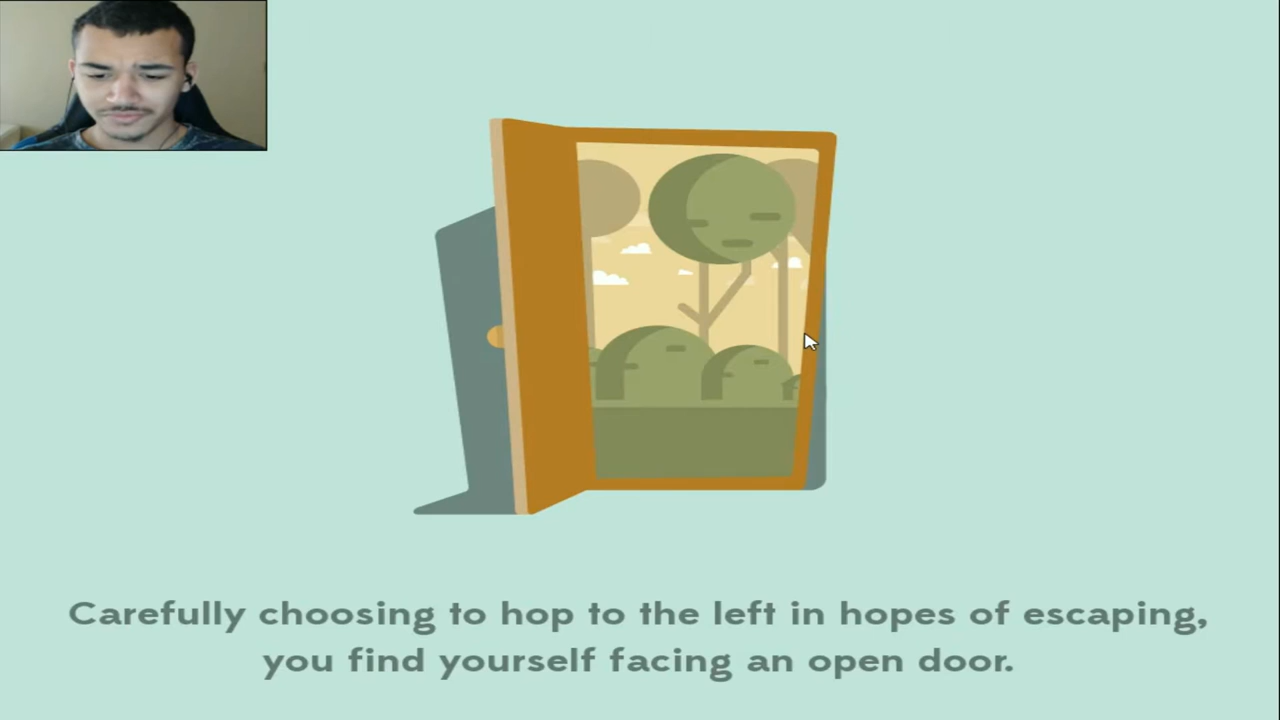 Carefully choosing to hop to the left in hopes of escaping,
you find yourself facing an open door.